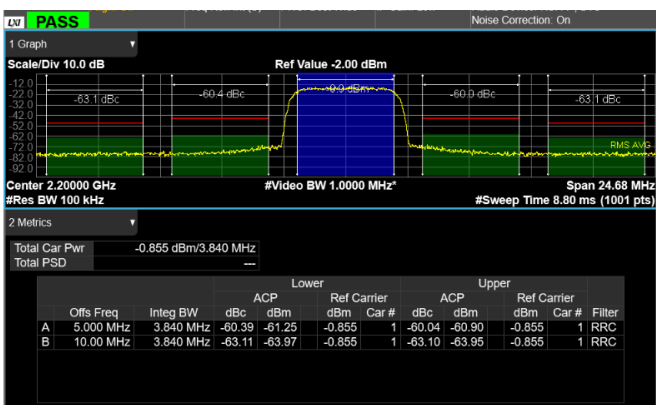 LXI PASS
Noise Correction: On
1 Graph
Scale/Div 10.0 dB Ref Value -2.00 dBm
-12.0
-22.0
-32.0
-42.0
-52.0
-62.0
-72.0
-82.0
-92.0
-63.1 dBc -60.4 dBc -0.9 dBm -60.0 dBc -63.1 dBc
RMS AVG
Center 2.20000 GHz #Video BW 1.0000 MHz* Span 24.68 MHz
#Res BW 100 kHz #Sweep Time 8.80 ms (1001 pts)
2 Metrics
Total Car Pwr -0.855 dBm/3.840 MHz
Total PSD ---
Lower Upper
ACP Ref Carrier ACP Ref Carrier
Offs Freq Integ BW dBc dBm dBm Car # dBc dBm dBm Car # Filter
A 5.000 MHz 3.840 MHz -60.39 -61.25 -0.855 1 -60.04 -60.90 -0.855 1 RRC
B 10.00 MHz 3.840 MHz -63.11 -63.97 -0.855 1 -63.10 -63.95 -0.855 1 RRC